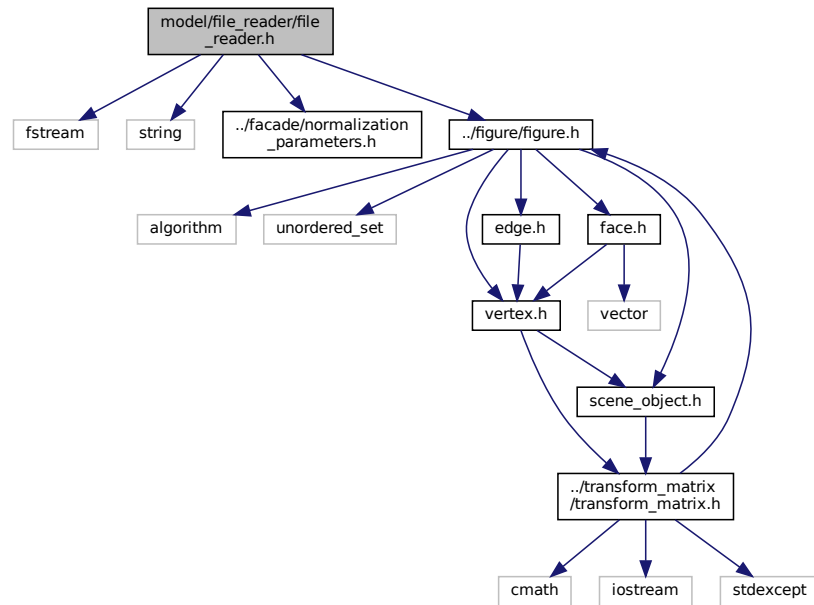 model/file_reader/file
_reader.h
fstream
string
../facade/normalization
_parameters.h
../figure/figure.h
algorithm
unordered_set
edge.h
face.h
vertex.h
vector
scene_object.h
../transform_matrix
/transform_matrix.h
cmath
iostream
stdexcept